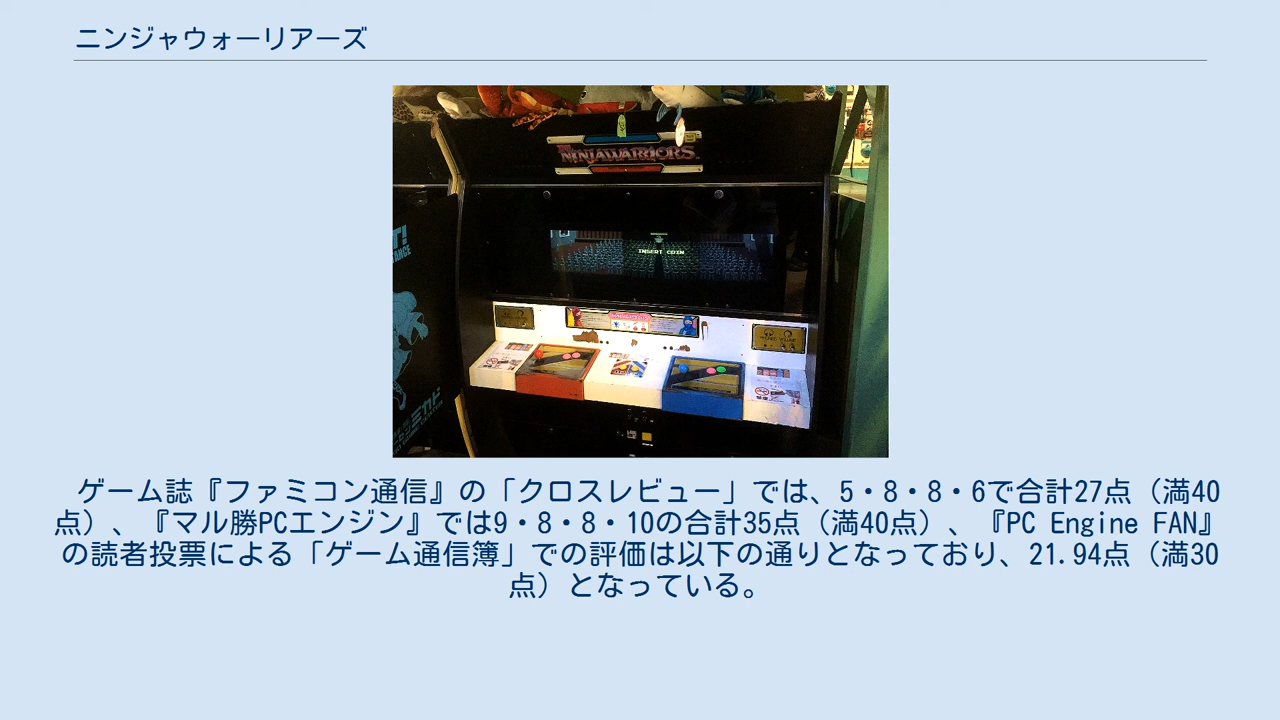 ニンジャウォーリアーズ
NINJAWARRIORS
INSERT COIN
ゲーム誌『ファミコン通信』の「クロスレビュー」では、5・8・8・6で合計27点（満40
点）、『マル勝PCエンジン』では9・8・8・10の合計35点（満40点）、『PC Engine FAN』
の読者投票による「ゲーム通信簿」での評価は以下の通りとなっており、21.94点（満30
点）となっている。